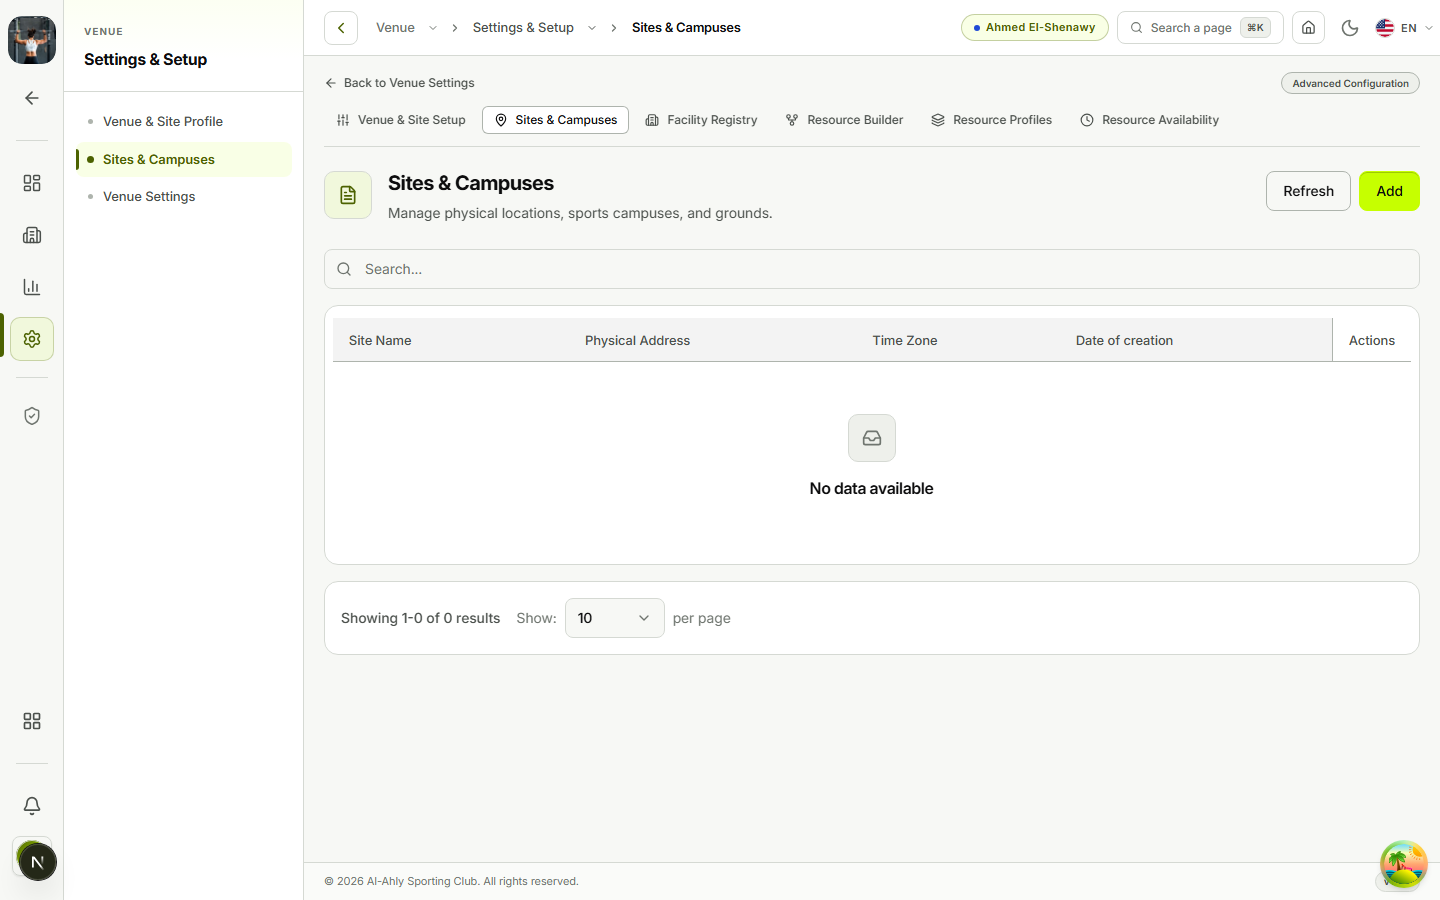 VENUE
Settings & Setup
Venue & Site Profile
Sites & Campuses
Venue Settings
Venue
Settings & Setup
Sites & Campuses
Ahmed El-Shenawy
Search a page
⌘K
EN
Back to Venue Settings
Advanced Configuration
Venue & Site Setup
Sites & Campuses
Facility Registry
Resource Builder
Resource Profiles
Resource Availability
Sites & Campuses
Manage physical locations, sports campuses, and grounds.
Refresh
Add
Search...
Site Name
Physical Address
Time Zone
Date of creation
Actions
No data available
Showing 1-0 of 0 results
Show:
10
per page
N
© 2026 Al-Ahly Sporting Club. All rights reserved.